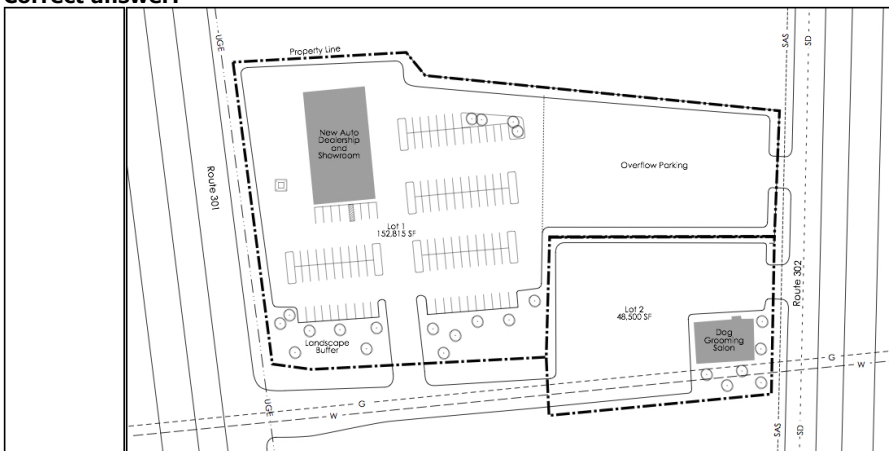 Correct answer:
UGE
Property Line
SAS
SD
New Auto
Dealership
and
Showroom
Overflow Parking
Route 301
Lot 1
152,815 SF
Route 302
Lot 2
48,500 SF
Dog
Grooming
Salon
Landscape
Buffer
G
W
G
W
UGE
SAS
SD